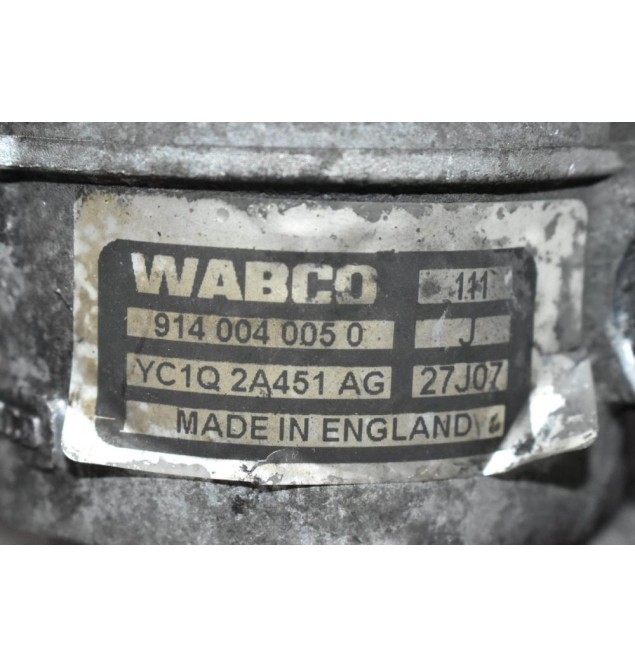 WABCO 111
914 004 005 0 J
YC1Q 2A451 AG 27J07
MADE IN ENGLAND